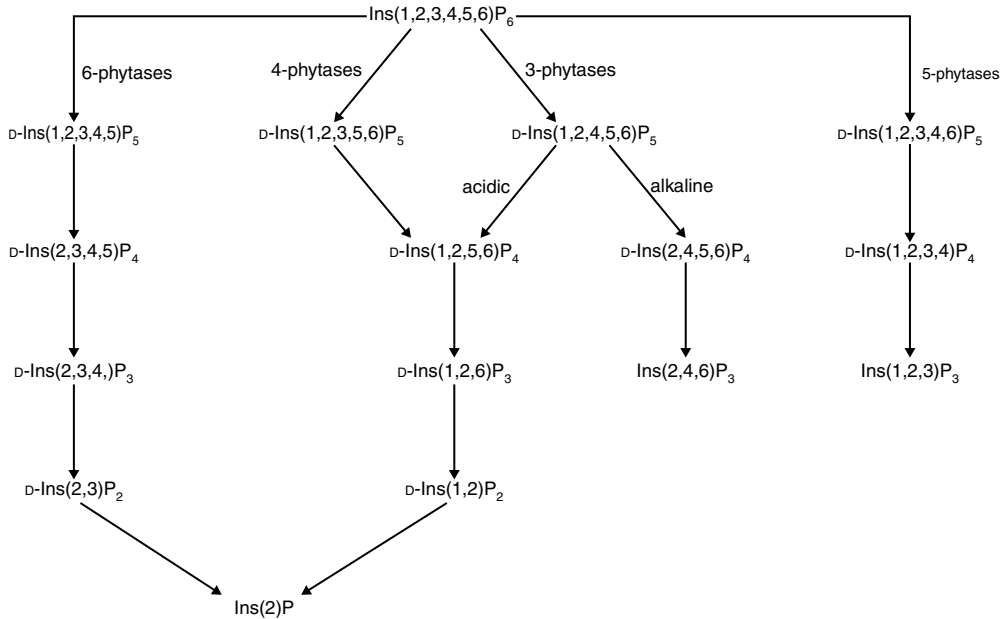 Ins(1,2,3,4,5,6)P₆
6-phytases 4-phytases 3-phytases 5-phytases
D-Ins(1,2,3,4,5)P₅ D-Ins(1,2,3,5,6)P₅ D-Ins(1,2,4,5,6)P₅ D-Ins(1,2,3,4,6)P₅
acidic alkaline
D-Ins(2,3,4,5)P₄ D-Ins(1,2,5,6)P₄ D-Ins(2,4,5,6)P₄ D-Ins(1,2,3,4)P₄
D-Ins(2,3,4,)P₃ D-Ins(1,2,6)P₃ Ins(2,4,6)P₃ Ins(1,2,3)P₃
D-Ins(2,3)P₂ D-Ins(1,2)P₂
Ins(2)P